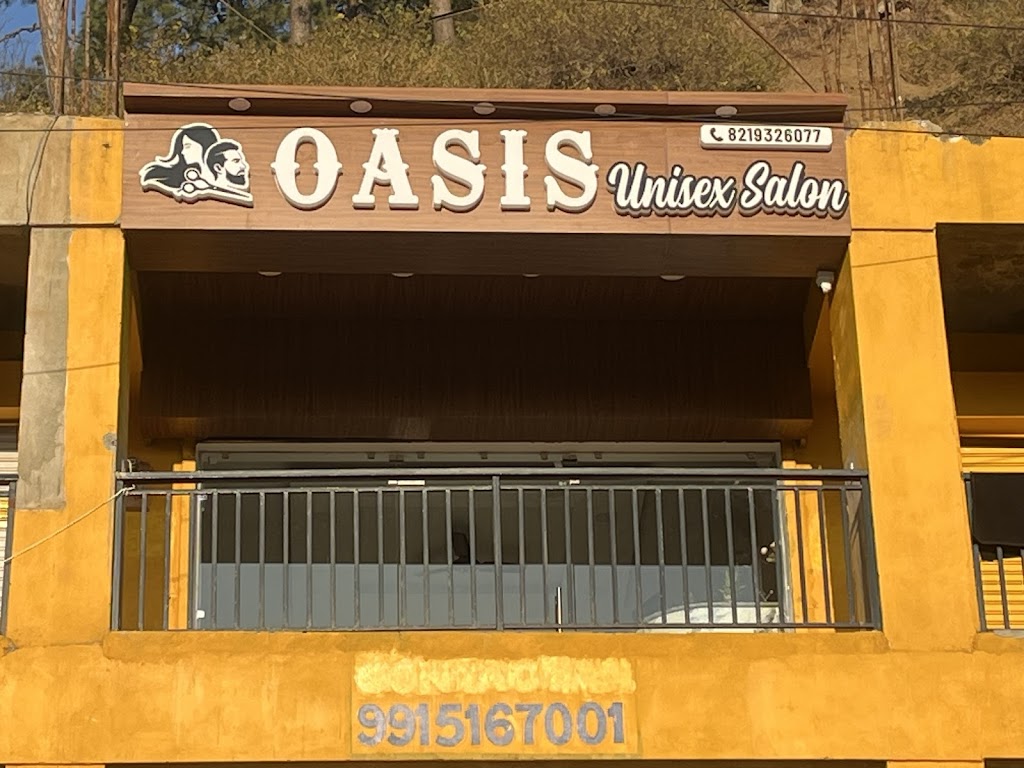 OASIS
Unisex Salon
8219326077
9915167001